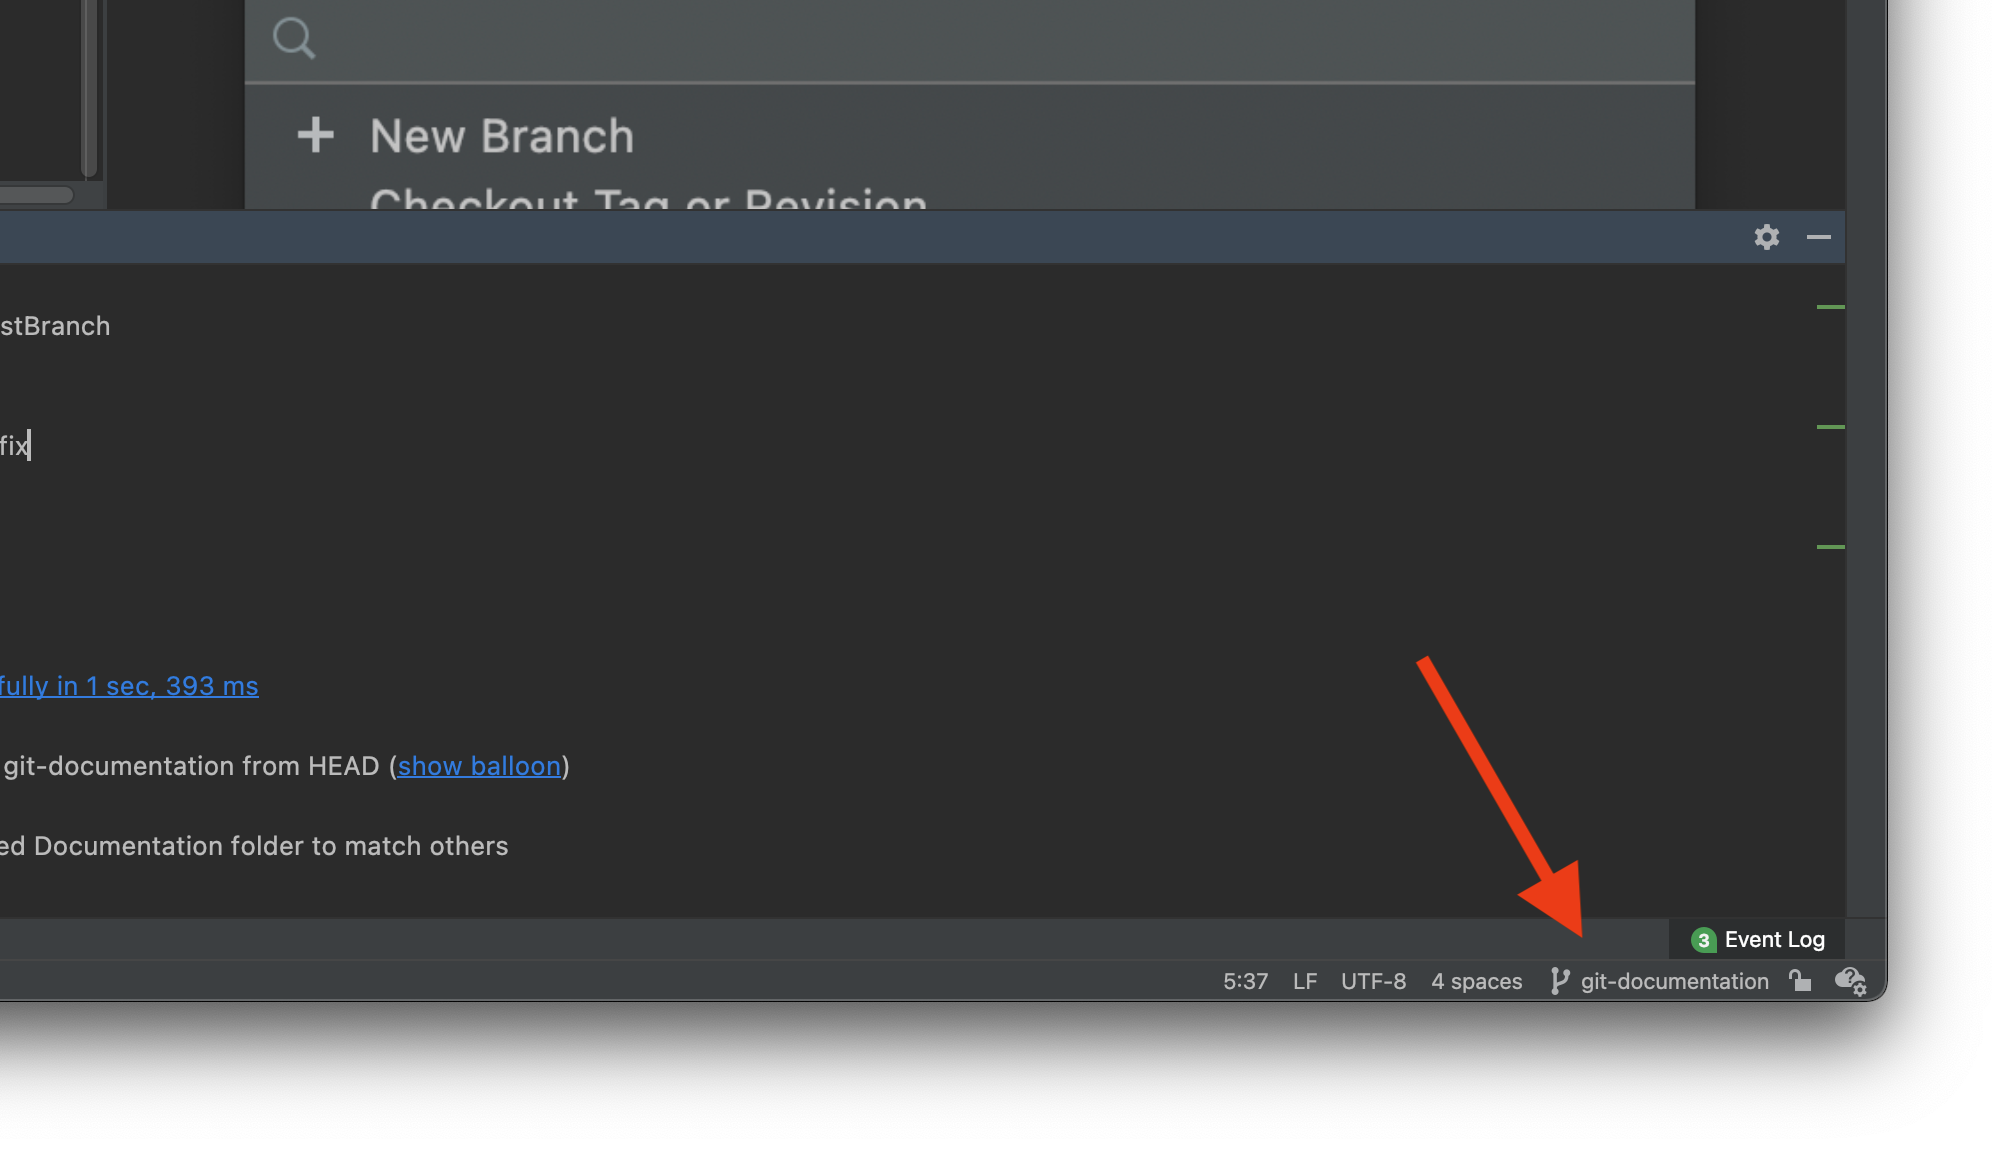 New Branch
Checkout Tag or Revision
stBranch
fix
fully in 1 sec, 393 ms
git-documentation from HEAD (show balloon)
ed Documentation folder to match others
3 Event Log
5:37 LF UTF-8 4 spaces git-documentation